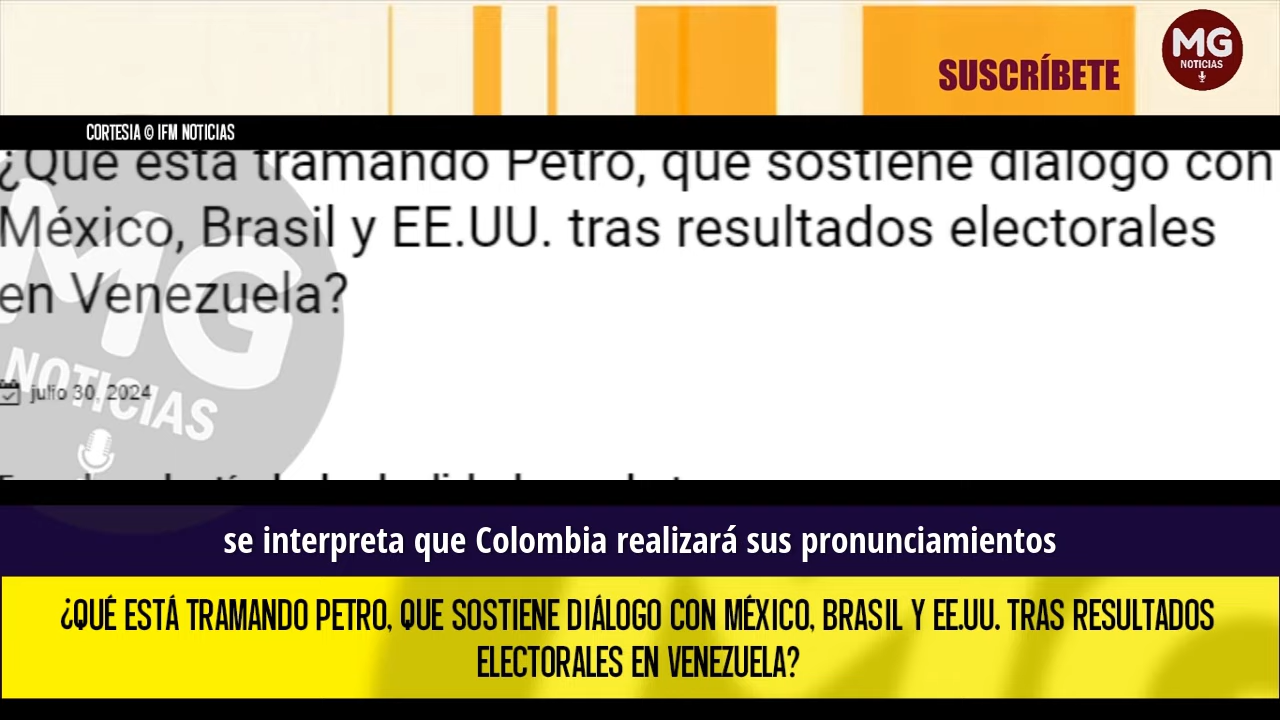 SUSCRÍBETE
MG
NOTICIAS
CORTESIA © IFM NOTICIAS
¿Qué está tramando Petro, que sostiene diálogo con
México, Brasil y EE.UU. tras resultados electorales
en Venezuela?
MG
NOTICIAS
julio 30, 2024
se interpreta que Colombia realizará sus pronunciamientos
¿QUÉ ESTÁ TRAMANDO PETRO, QUE SOSTIENE DIÁLOGO CON MÉXICO, BRASIL Y EE.UU. TRAS RESULTADOS
ELECTORALES EN VENEZUELA?